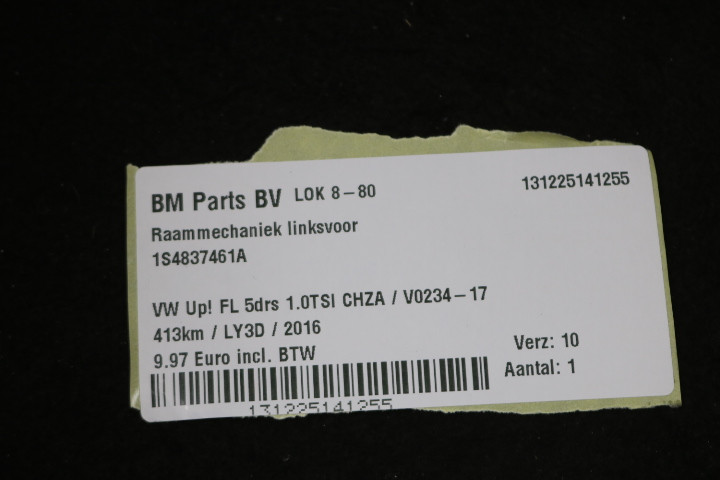 BM Parts BV LOK 8-80 131225141255
Raammechaniek linksvoor
1S4837461A
VW Up! FL 5drs 1.0TSI CHZA / V0234-17
413km / LY3D / 2016
9.97 Euro incl. BTW
Verz: 10
Aantal: 1
131225141255